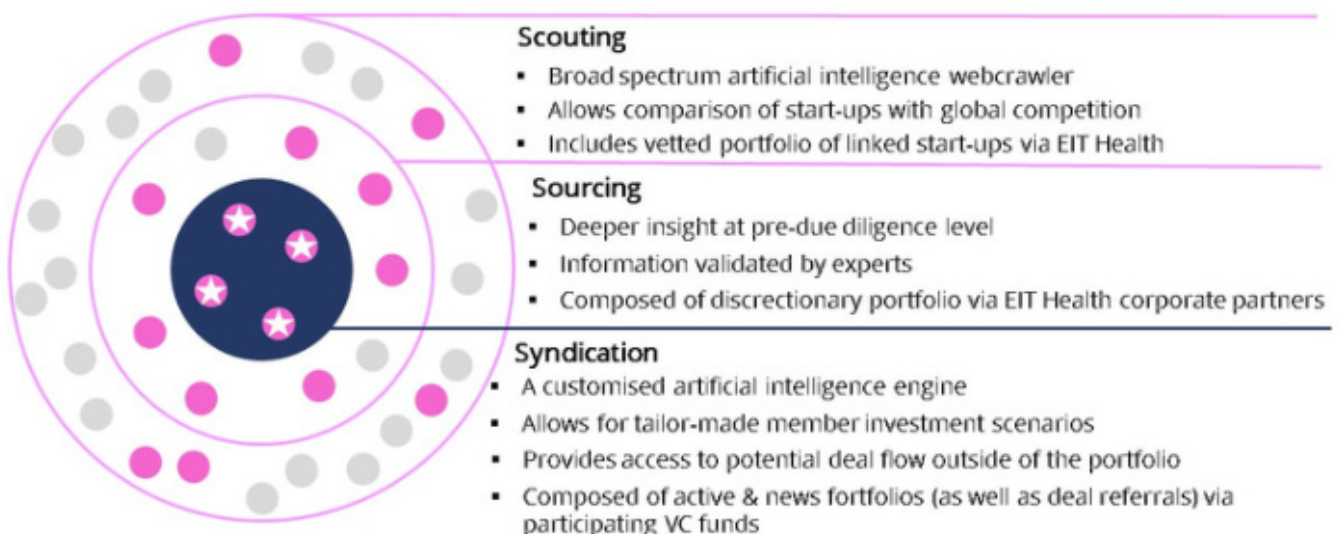 Scouting
▪ Broad spectrum artificial intelligence webcrawler
▪ Allows comparison of start-ups with global competition
▪ Includes vetted portfolio of linked start-ups via EIT Health
Sourcing
▪ Deeper insight at pre-due diligence level
▪ Information validated by experts
▪ Composed of discrectionary portfolio via EIT Health corporate partners
Syndication
▪ A customised artificial intelligence engine
▪ Allows for tailor-made member investment scenarios
▪ Provides access to potential deal flow outside of the portfolio
▪ Composed of active & news fortfolios (as well as deal referrals) via
participating VC funds